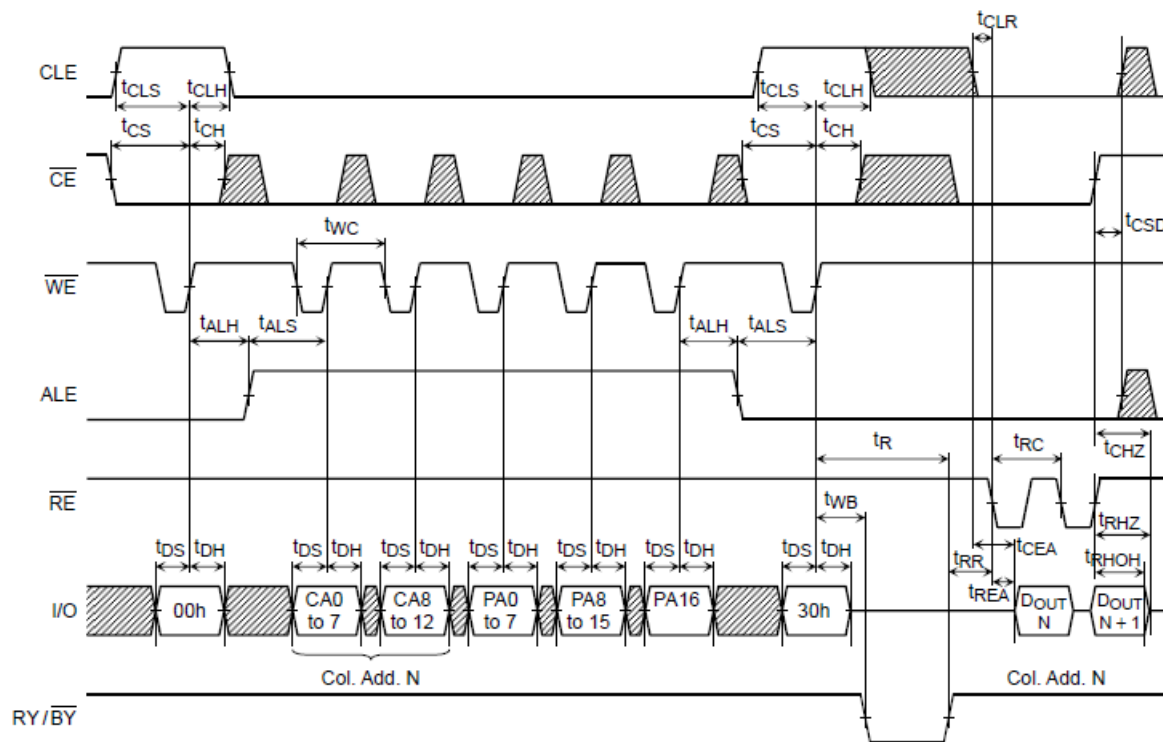 tCLR
CLE
tCLS tCLH tCLS tCLH
tCS tCH tCS tCH
CE
tCSD
tWC
WE
tALH tALS tALH tALS
ALE
tR tRC tCHZ
RE
tWB tRHZ
tDS tDH tDS tDH tDS tDH tDS tDH tDS tDH tDS tDH tDS tDH tRR tCEA tRHOH
tREA
I/O 00h CA0 to 7 CA8 to 12 PA0 to 7 PA8 to 15 PA16 30h DOUT N DOUT N + 1
Col. Add. N Col. Add. N
RY/BY